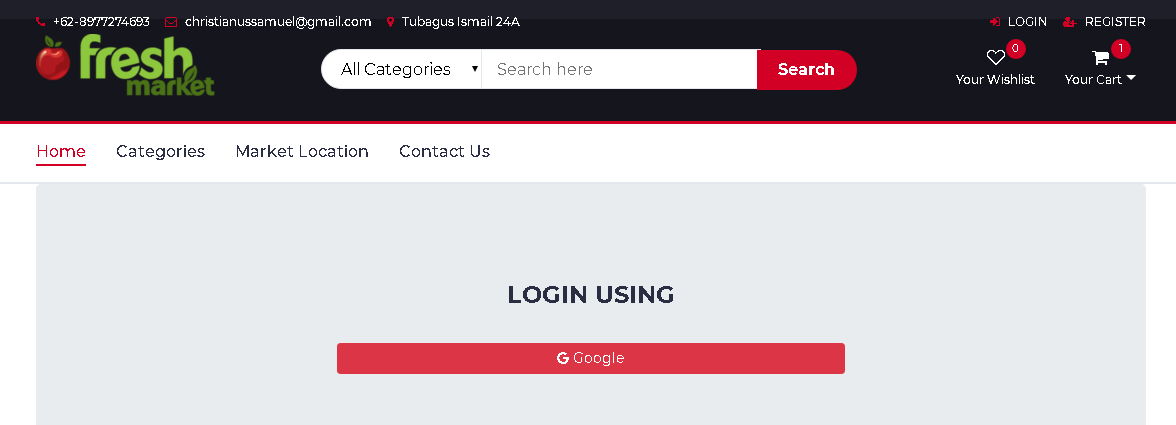 +62-8977274693 christianussamuel@gmail.com Tubagus Ismail 24A LOGIN REGISTER
fresh
market
All Categories Search here Search
0
1
Your Wishlist Your Cart
Home Categories Market Location Contact Us
LOGIN USING
G Google